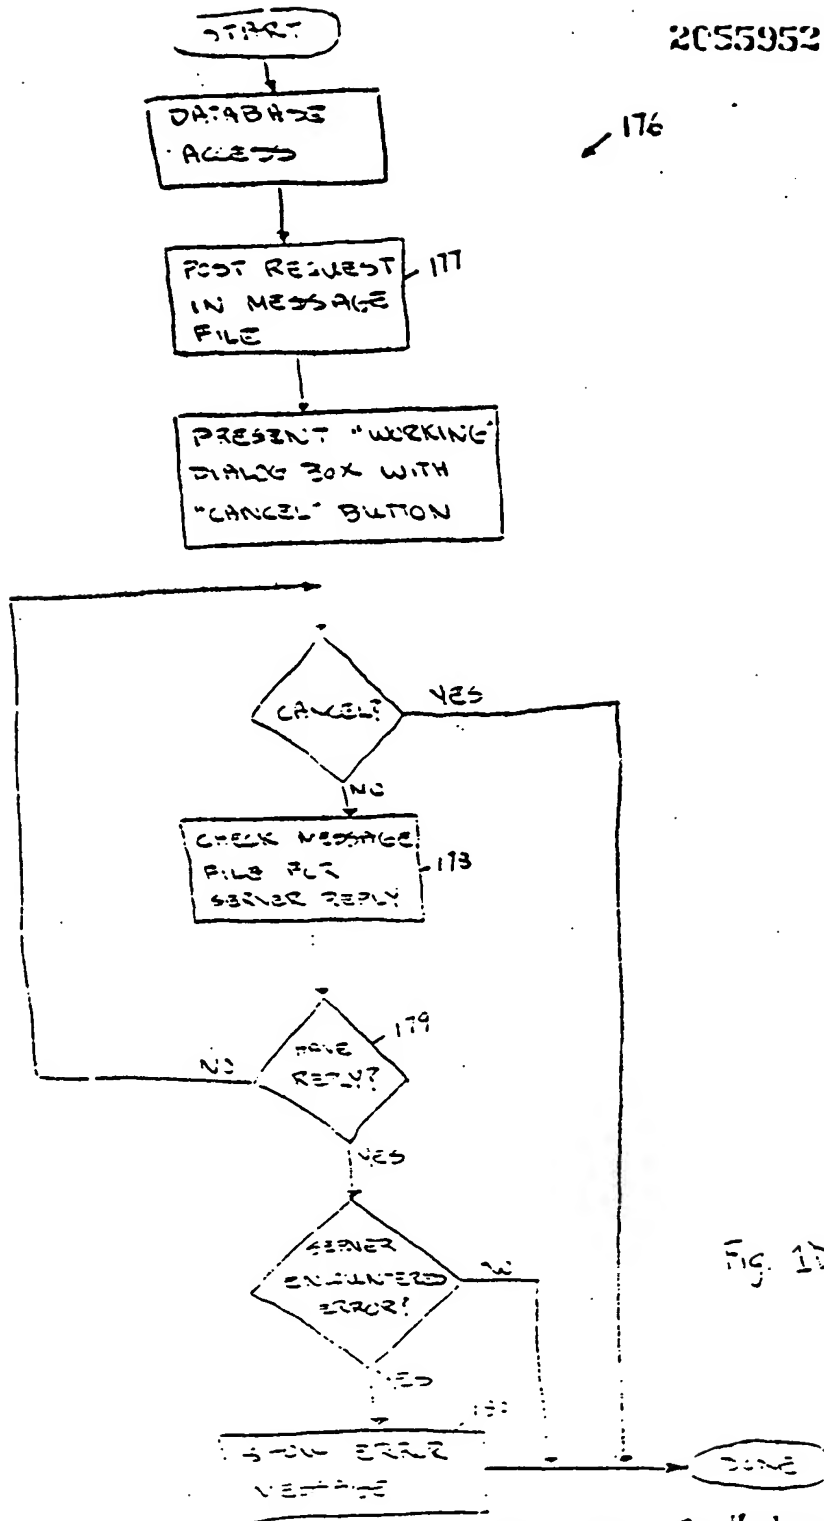 START
2055952
DATABASE
ACCESS
176
POST REQUEST
IN MESSAGE
FILE
177
PRESENT "WORKING"
DIALOG BOX WITH
"CANCEL" BUTTON
CANCEL?
YES
NO
CHECK MESSAGE
FILE FOR
SERVER REPLY
178
HAVE
REPLY?
179
NO
YES
SERVER
ENCOUNTERED
ERROR?
NO
YES
Fig.
SHOW ERROR
MESSAGE
DONE